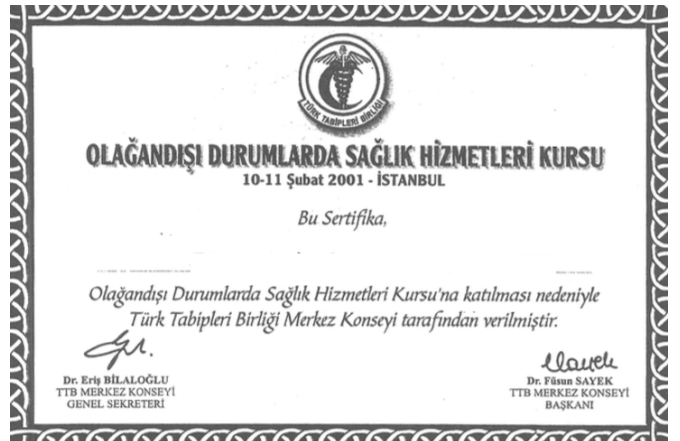 TÜRK TABİPLERİ BİRLİĞİ
OLAĞANDIŞI DURUMLARDA SAĞLIK HİZMETLERİ KURSU
10-11 Şubat 2001 - İSTANBUL
Bu Sertifika,
Olağandışı Durumlarda Sağlık Hizmetleri Kursu'na katılması nedeniyle
Türk Tabipleri Birliği Merkez Konseyi tarafından verilmiştir.
Dr. Eriş BİLALOĞLU
TTB MERKEZ KONSEYİ
GENEL SEKRETERİ
Dr. Füsun SAYEK
TTB MERKEZ KONSEYİ
BAŞKANI